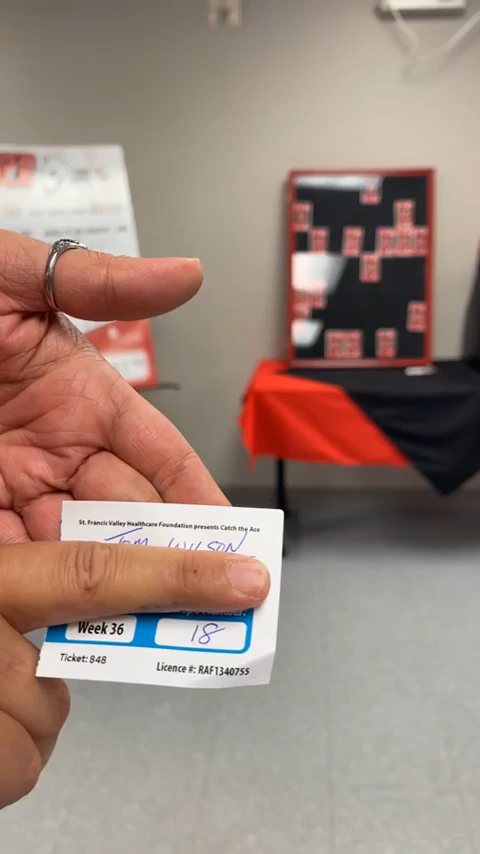 St. Francis Valley Healthcare Foundation presents Catch the Ace
TOM WILSON
Week 36
18
Ticket: 848
Licence #: RAF1340755